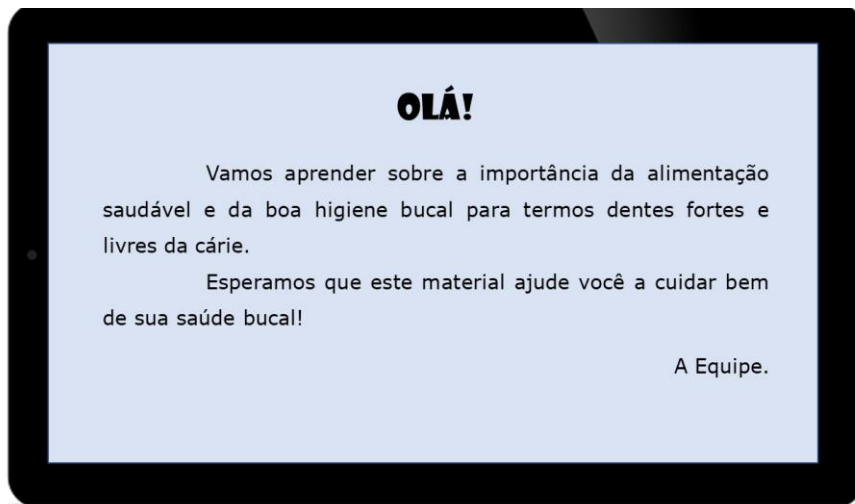 OLÁ!
Vamos aprender sobre a importância da alimentação
saudável e da boa higiene bucal para termos dentes fortes e
livres da cárie.
Esperamos que este material ajude você a cuidar bem
de sua saúde bucal!
A Equipe.